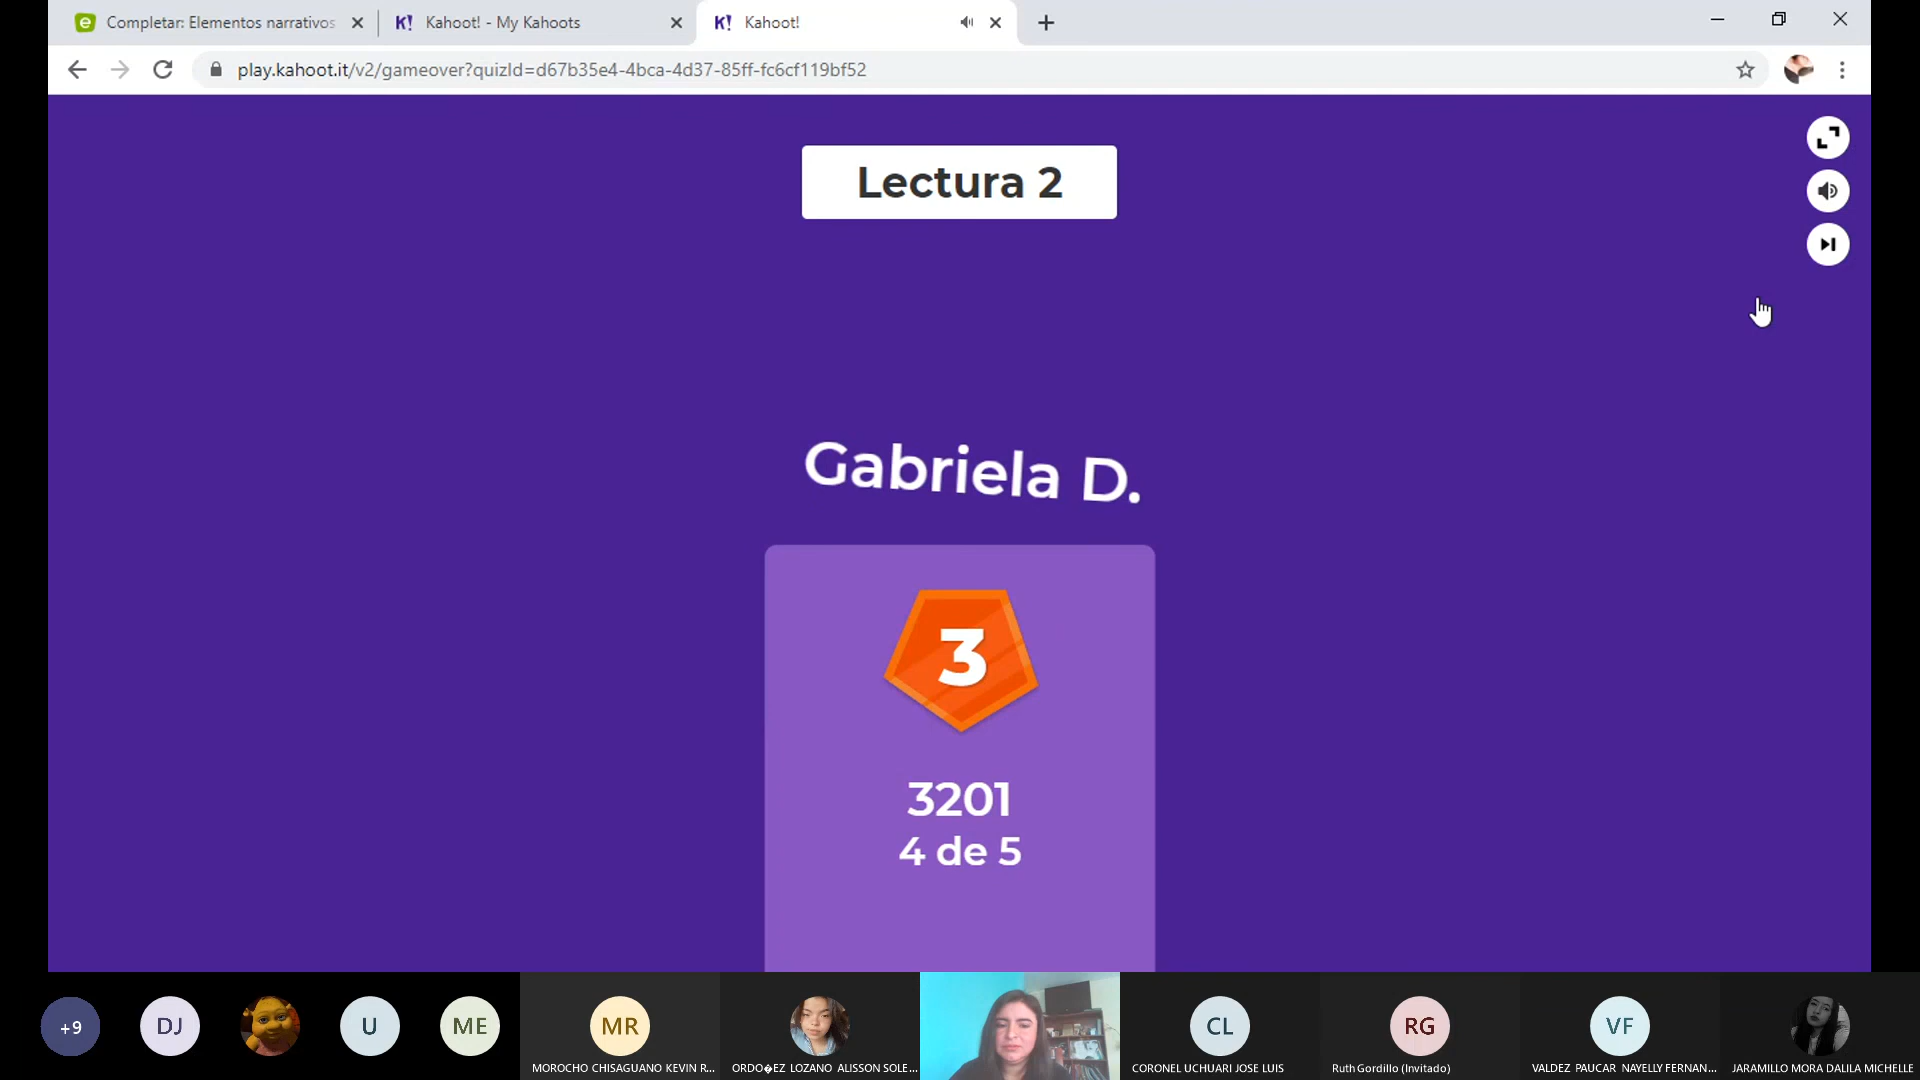 Completar: Elementos narrativos
Kahoot! - My Kahoots
Kahoot!
play.kahoot.it/v2/gameover?quizId=d67b35e4-4bca-4d37-85ff-fc6cf119bf52
Lectura 2
Gabriela D.
3
3201
4 de 5
+9
DJ
U
ME
MR
CL
RG
VF
MOROCHO CHISAGUANO KEVIN R...
ORDO�EZ LOZANO ALISSON SOLE...
CORONEL UCHUARI JOSE LUIS
Ruth Gordillo (Invitado)
VALDEZ PAUCAR NAYELLY FERNAN...
JARAMILLO MORA DALILA MICHELLE